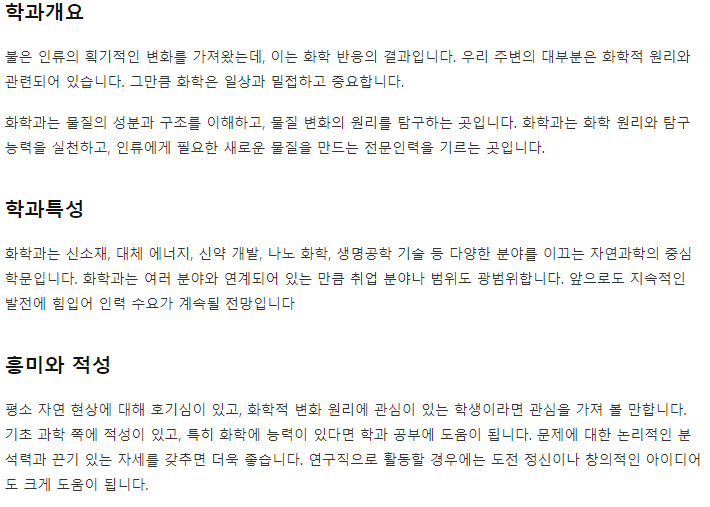 학과개요
불은 인류의 획기적인 변화를 가져왔는데, 이는 화학 반응의 결과입니다. 우리 주변의 대부분은 화학적 원리와
관련되어 있습니다. 그만큼 화학은 일상과 밀접하고 중요합니다.
화학과는 물질의 성분과 구조를 이해하고, 물질 변화의 원리를 탐구하는 곳입니다. 화학과는 화학 원리와 탐구
능력을 실천하고, 인류에게 필요한 새로운 물질을 만드는 전문인력을 기르는 곳입니다.
학과특성
화학과는 신소재, 대체 에너지, 신약 개발, 나노 화학, 생명공학 기술 등 다양한 분야를 이끄는 자연과학의 중심
학문입니다. 화학과는 여러 분야와 연계되어 있는 만큼 취업 분야나 범위도 광범위합니다. 앞으로도 지속적인
발전에 힘입어 인력 수요가 계속될 전망입니다
흥미와 적성
평소 자연 현상에 대해 호기심이 있고, 화학적 변화 원리에 관심이 있는 학생이라면 관심을 가져 볼 만합니다.
기초 과학 쪽에 적성이 있고, 특히 화학에 능력이 있다면 학과 공부에 도움이 됩니다. 문제에 대한 논리적인 분
석력과 끈기 있는 자세를 갖추면 더욱 좋습니다. 연구직으로 활동할 경우에는 도전 정신이나 창의적인 아이디어
도 크게 도움이 됩니다.